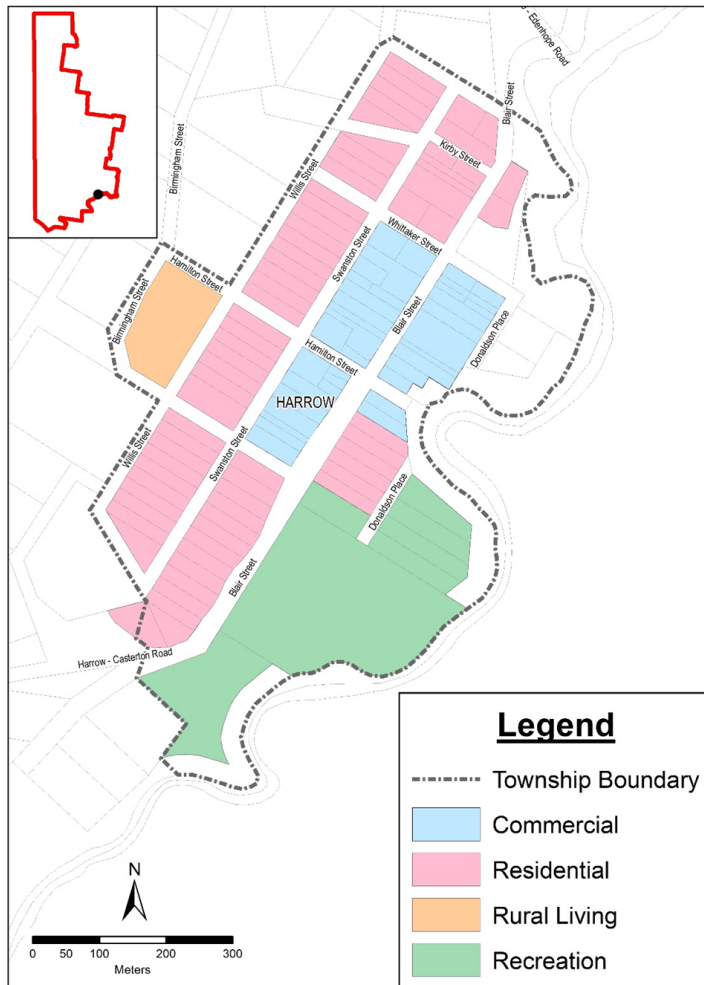 - Edenhope Road
Blair Street
Birmingham Street
Kirby Street
Willis Street
Whittaker Street
Swanston Street
Hamilton Street
Birmingham Street
Blair Street
Donaldson Place
Hamilton Street
HARROW
Willis Street
Swanston Street
Donaldson Place
Blair Street
Harrow - Casterton Road
Legend
Township Boundary
Commercial
Residential
Rural Living
Recreation
N
0 50 100 200 300
Meters